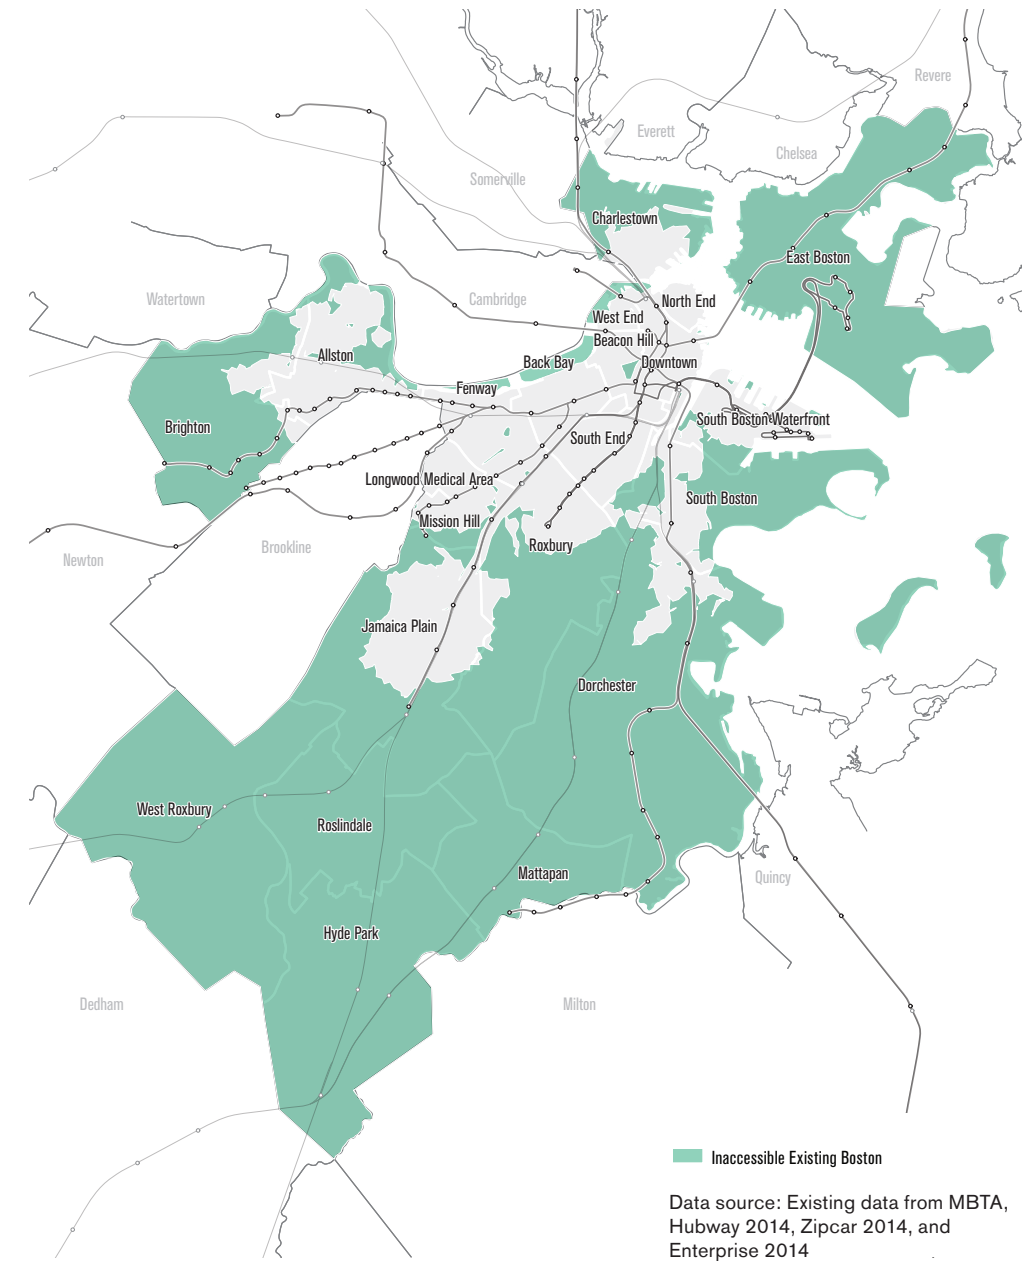 Revere
Everett
Chelsea
Somerville
Charlestown
East Boston
Watertown
Cambridge
North End
West End
Beacon Hill
Allston
Back Bay
Downtown
Fenway
Brighton
South Boston Waterfront
South End
Longwood Medical Area
South Boston
Mission Hill
Roxbury
Brookline
Newton
Jamaica Plain
Dorchester
West Roxbury
Roslindale
Mattapan
Quincy
Hyde Park
Dedham
Milton
Inaccessible Existing Boston
Data source: Existing data from MBTA,
Hubway 2014, Zipcar 2014, and
Enterprise 2014